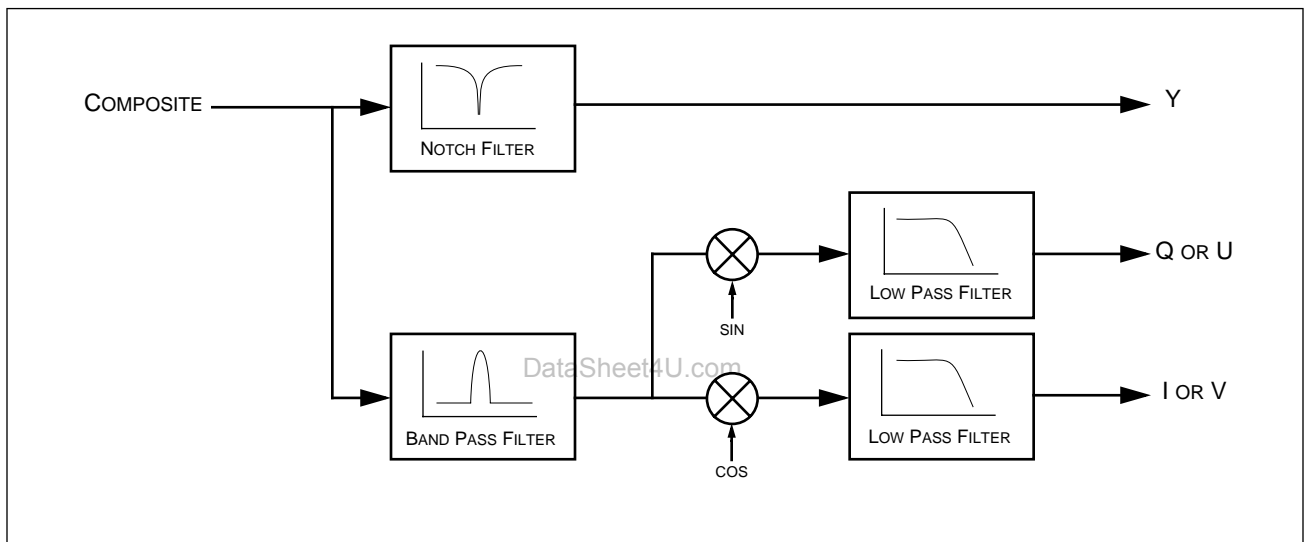 COMPOSITE
NOTCH FILTER
Y
SIN
LOW PASS FILTER
Q OR U
BAND PASS FILTER
DataSheet4U.com
COS
LOW PASS FILTER
I OR V